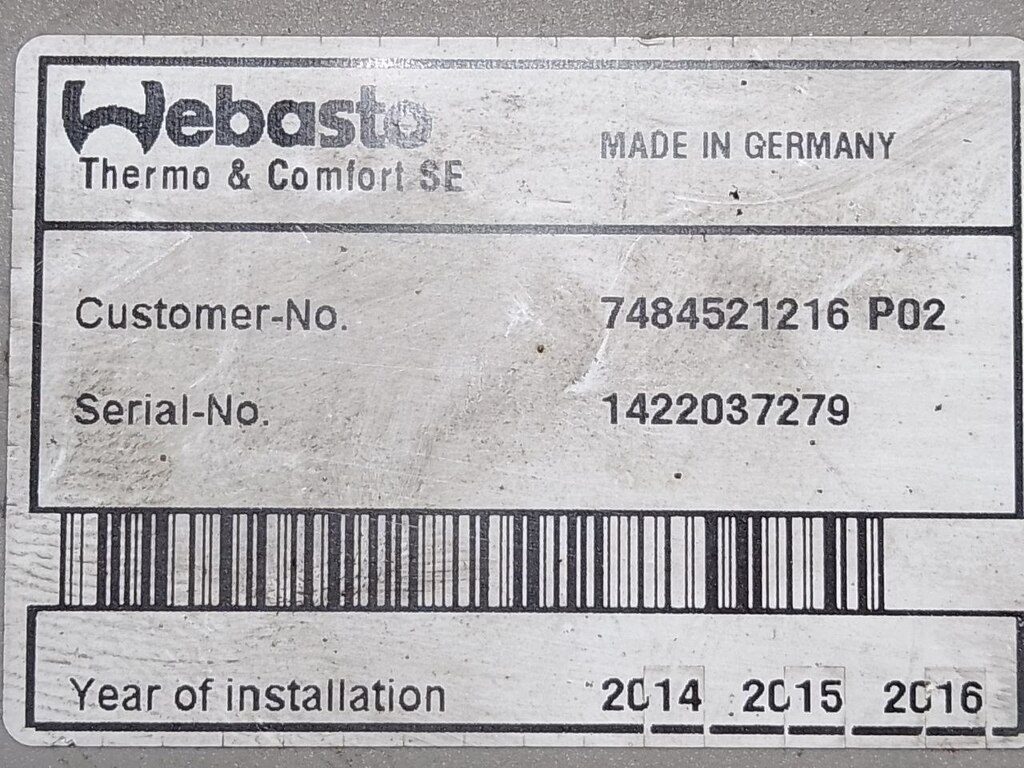 Webasto
Thermo & Comfort SE
MADE IN GERMANY
Customer-No. 7484521216 P02
Serial-No. 1422037279
Year of installation 2014 2015 2016